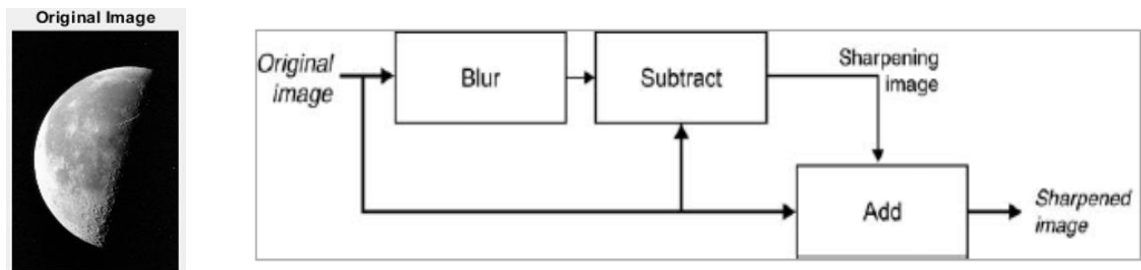 Original Image
Original
image
Blur
Subtract
Sharpening
image
Add
Sharpened
image